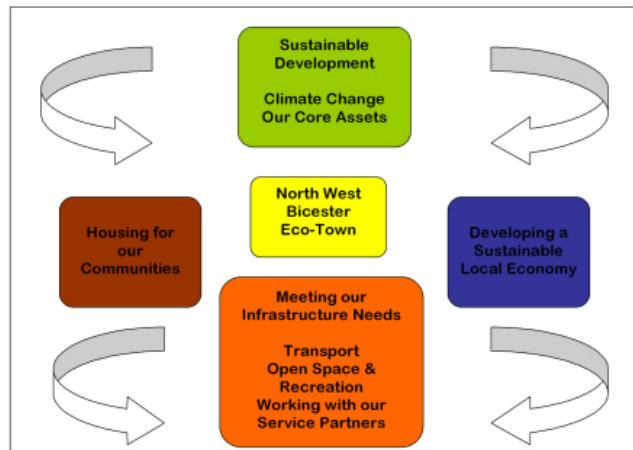 Sustainable
Development
Climate Change
Our Core Assets
North West
Bicester
Eco-Town
Housing for
our
Communities
Developing a
Sustainable
Local Economy
Meeting our
Infrastructure Needs
Transport
Open Space &
Recreation
Working with our
Service Partners